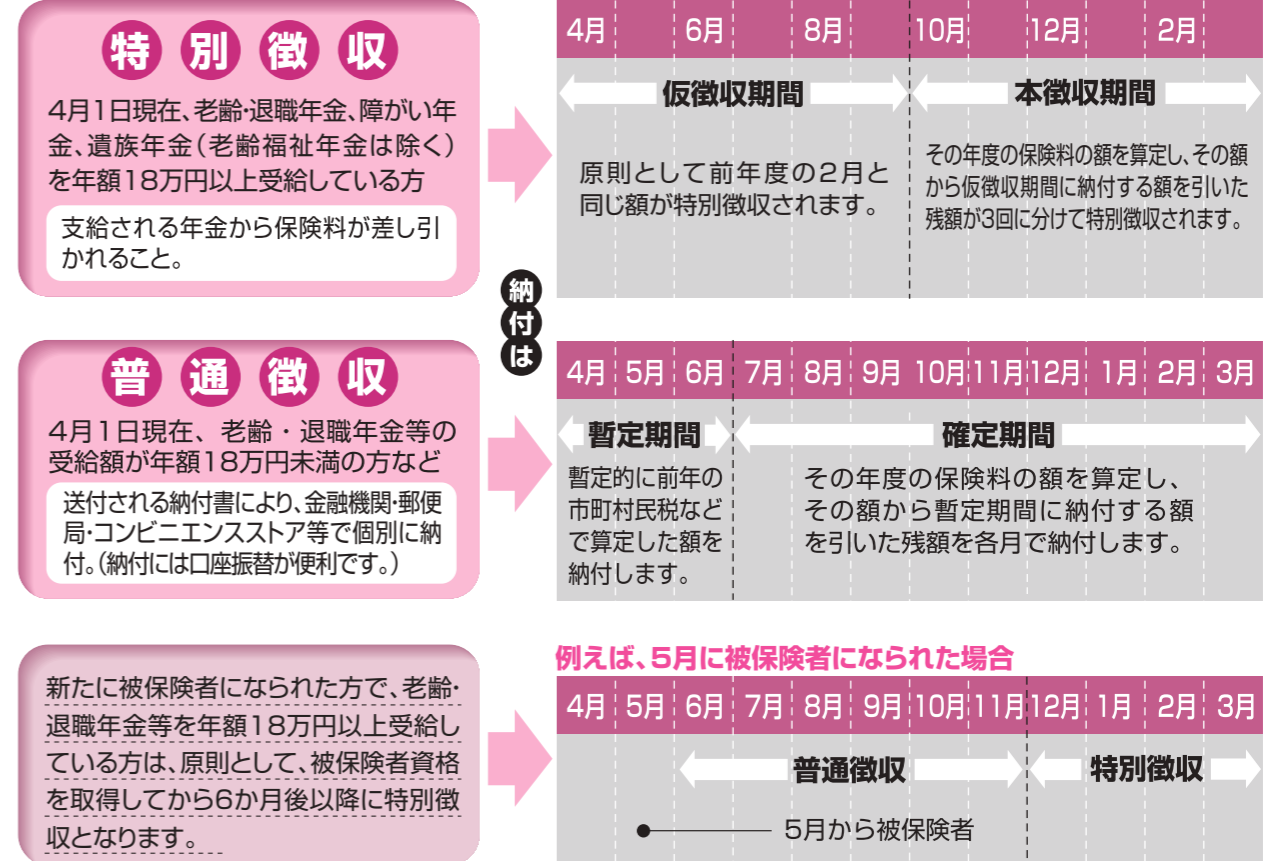 特別徴収
4月1日現在、老齢・退職年金、障がい年
金、遺族年金（老齢福祉年金は除く）
を年額18万円以上受給している方
支給される年金から保険料が差し引
かれること。
4月 6月 8月 10月 12月 2月
仮徴収期間 本徴収期間
原則として前年度の2月と
同じ額が特別徴収されます。
その年度の保険料の額を算定し、その額
から仮徴収期間に納付する額を引いた
残額が3回に分けて特別徴収されます。
納付は
普通徴収
4月1日現在、老齢・退職年金等の
受給額が年額18万円未満の方など
送付される納付書により、金融機関・郵便
局・コンビニエンスストア等で個別に納
付。（納付には口座振替が便利です。）
4月 5月 6月 7月 8月 9月 10月 11月 12月 1月 2月 3月
暫定期間 確定期間
暫定的に前年の
市町村民税など
で算定した額を
納付します。
その年度の保険料の額を算定し、
その額から暫定期間に納付する額
を引いた残額を各月で納付します。
新たに被保険者になられた方で、老齢・
退職年金等を年額18万円以上受給し
ている方は、原則として、被保険者資格
を取得してから6か月後以降に特別徴
収となります。
例えば、5月に被保険者になられた場合
4月 5月 6月 7月 8月 9月 10月 11月 12月 1月 2月 3月
普通徴収 特別徴収
5月から被保険者